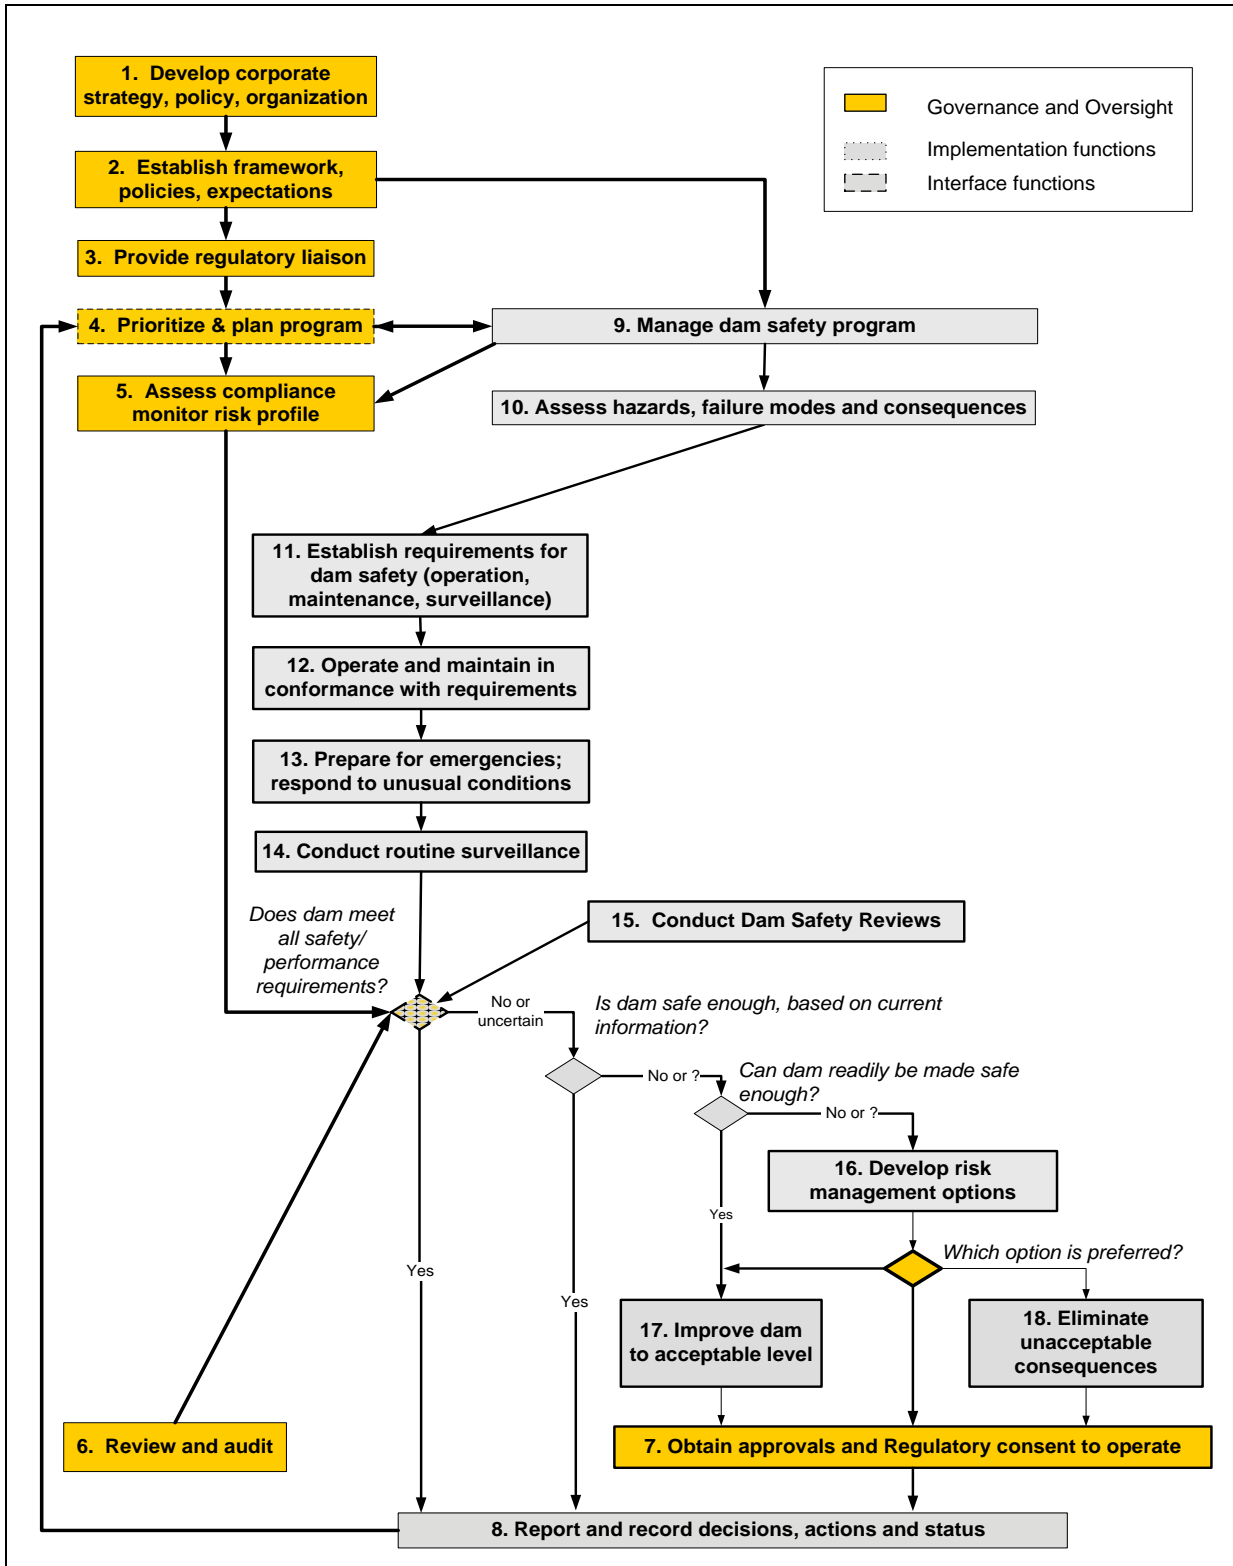 1. Develop corporate
strategy, policy, organization
Governance and Oversight
Implementation functions
Interface functions
2. Establish framework,
policies, expectations
3. Provide regulatory liaison
4. Prioritize & plan program
9. Manage dam safety program
5. Assess compliance
monitor risk profile
10. Assess hazards, failure modes and consequences
11. Establish requirements for
dam safety (operation,
maintenance, surveillance)
12. Operate and maintain in
conformance with requirements
13. Prepare for emergencies;
respond to unusual conditions
14. Conduct routine surveillance
Does dam meet
all safety/
performance
requirements?
15. Conduct Dam Safety Reviews
No or
uncertain
Is dam safe enough, based on current
information?
No or ?
Can dam readily be made safe
enough?
No or ?
16. Develop risk
management options
Yes
Which option is preferred?
Yes
Yes
17. Improve dam
to acceptable level
18. Eliminate
unacceptable
consequences
6. Review and audit
7. Obtain approvals and Regulatory consent to operate
8. Report and record decisions, actions and status